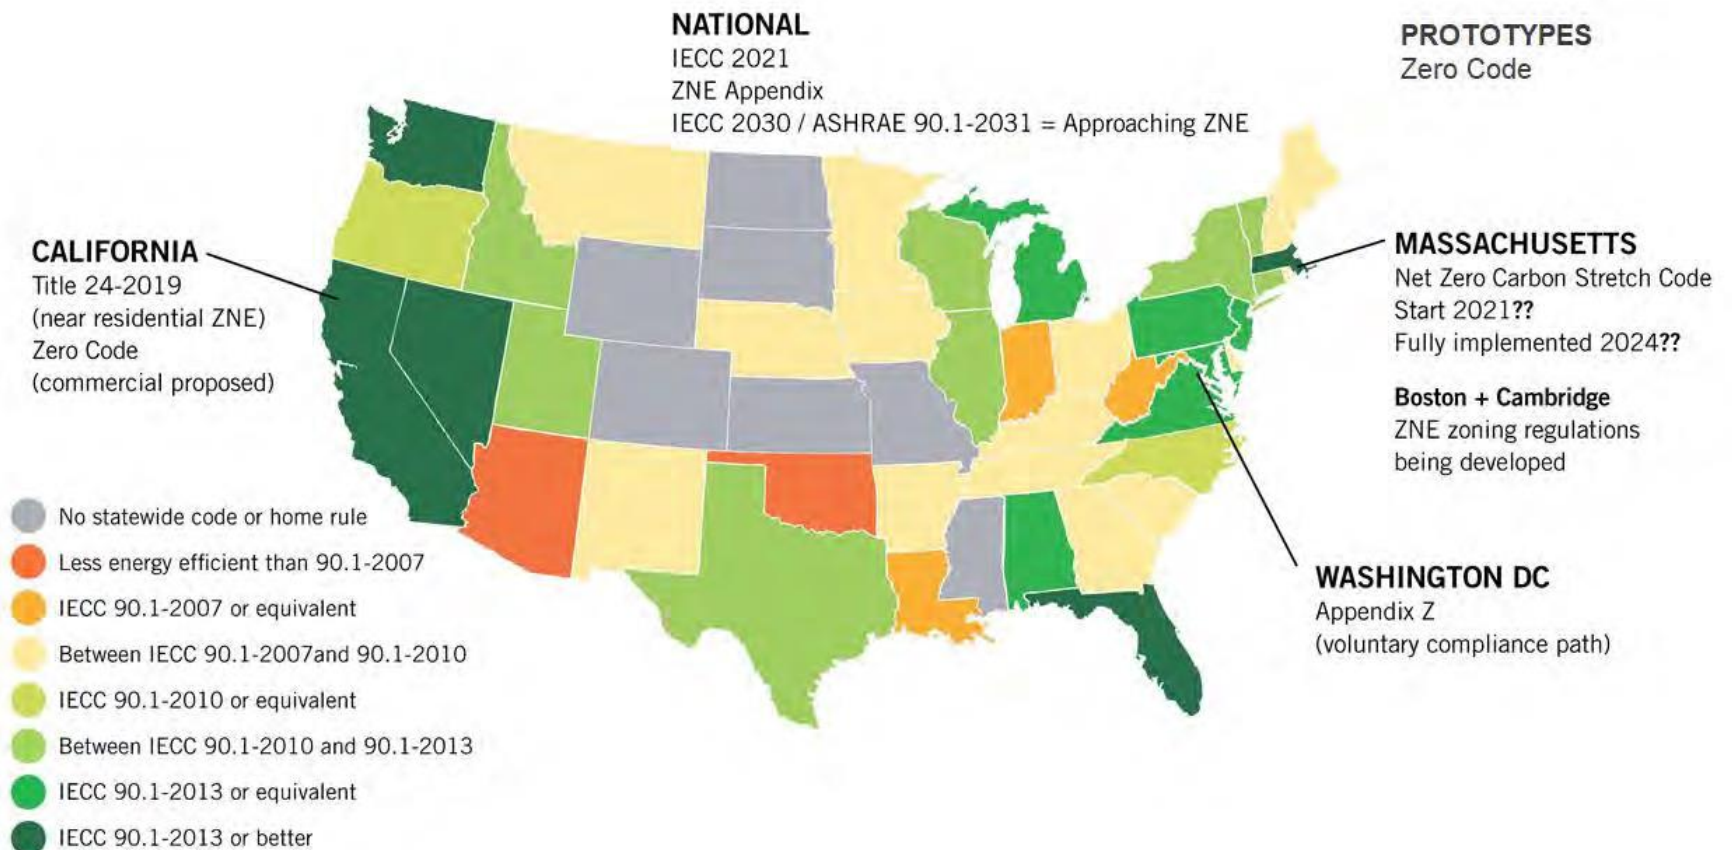 NATIONAL
IECC 2021
ZNE Appendix
IECC 2030 / ASHRAE 90.1-2031 = Approaching ZNE
PROTOTYPES
Zero Code
CALIFORNIA
Title 24-2019
(near residential ZNE)
Zero Code
(commercial proposed)
MASSACHUSETTS
Net Zero Carbon Stretch Code
Start 2021??
Fully implemented 2024??
Boston + Cambridge
ZNE zoning regulations
being developed
WASHINGTON DC
Appendix Z
(voluntary compliance path)
No statewide code or home rule
Less energy efficient than 90.1-2007
IECC 90.1-2007 or equivalent
Between IECC 90.1-2007and 90.1-2010
IECC 90.1-2010 or equivalent
Between IECC 90.1-2010 and 90.1-2013
IECC 90.1-2013 or equivalent
IECC 90.1-2013 or better